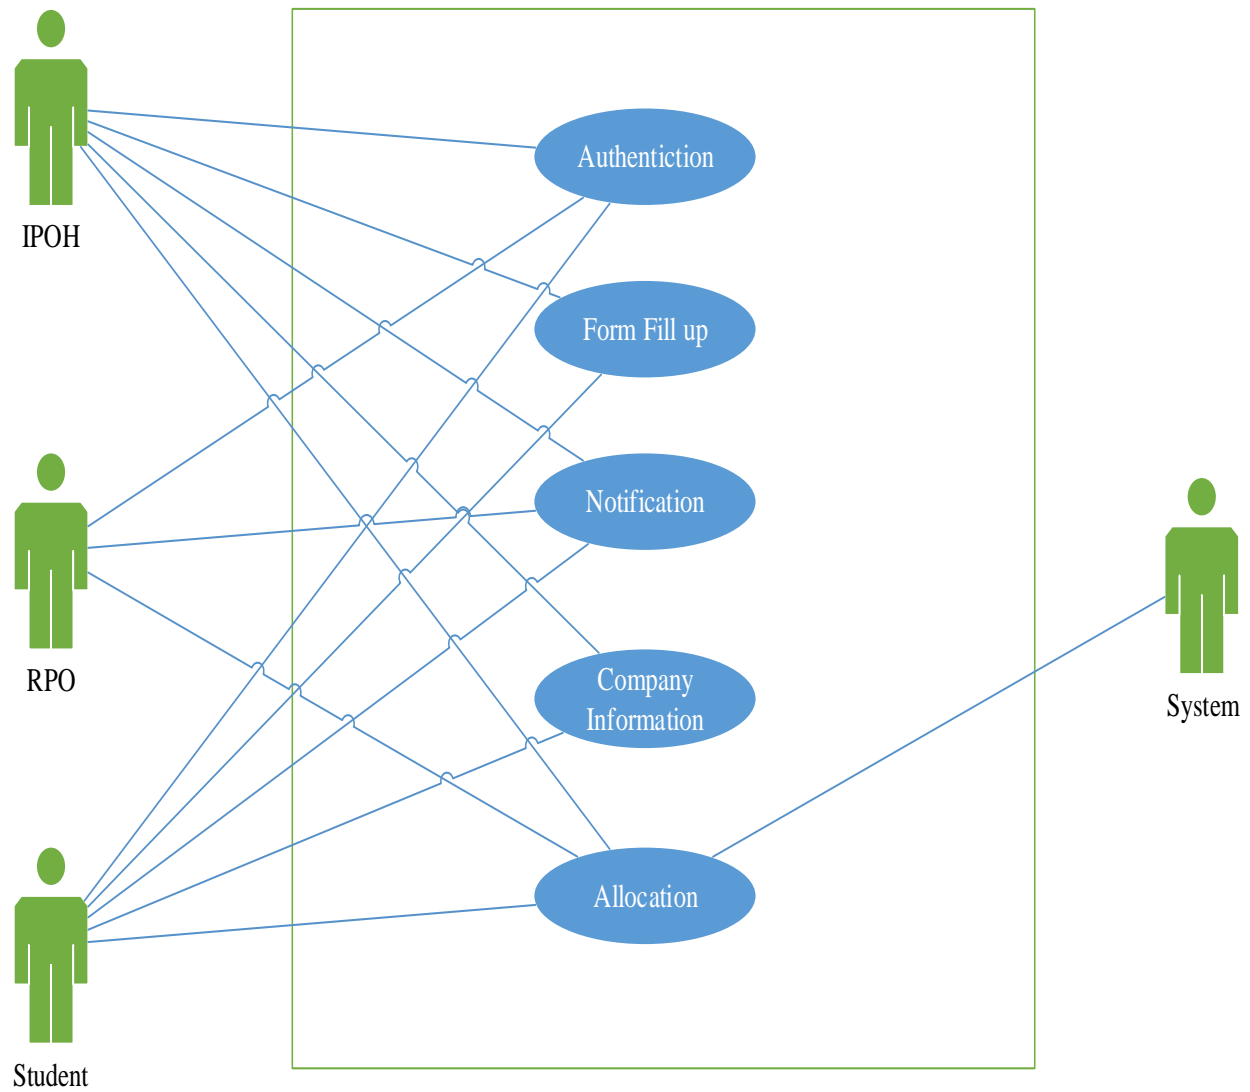 IPOH
Authentiction
Form Fill up
Notification
RPO
Company
Information
System
Allocation
Student